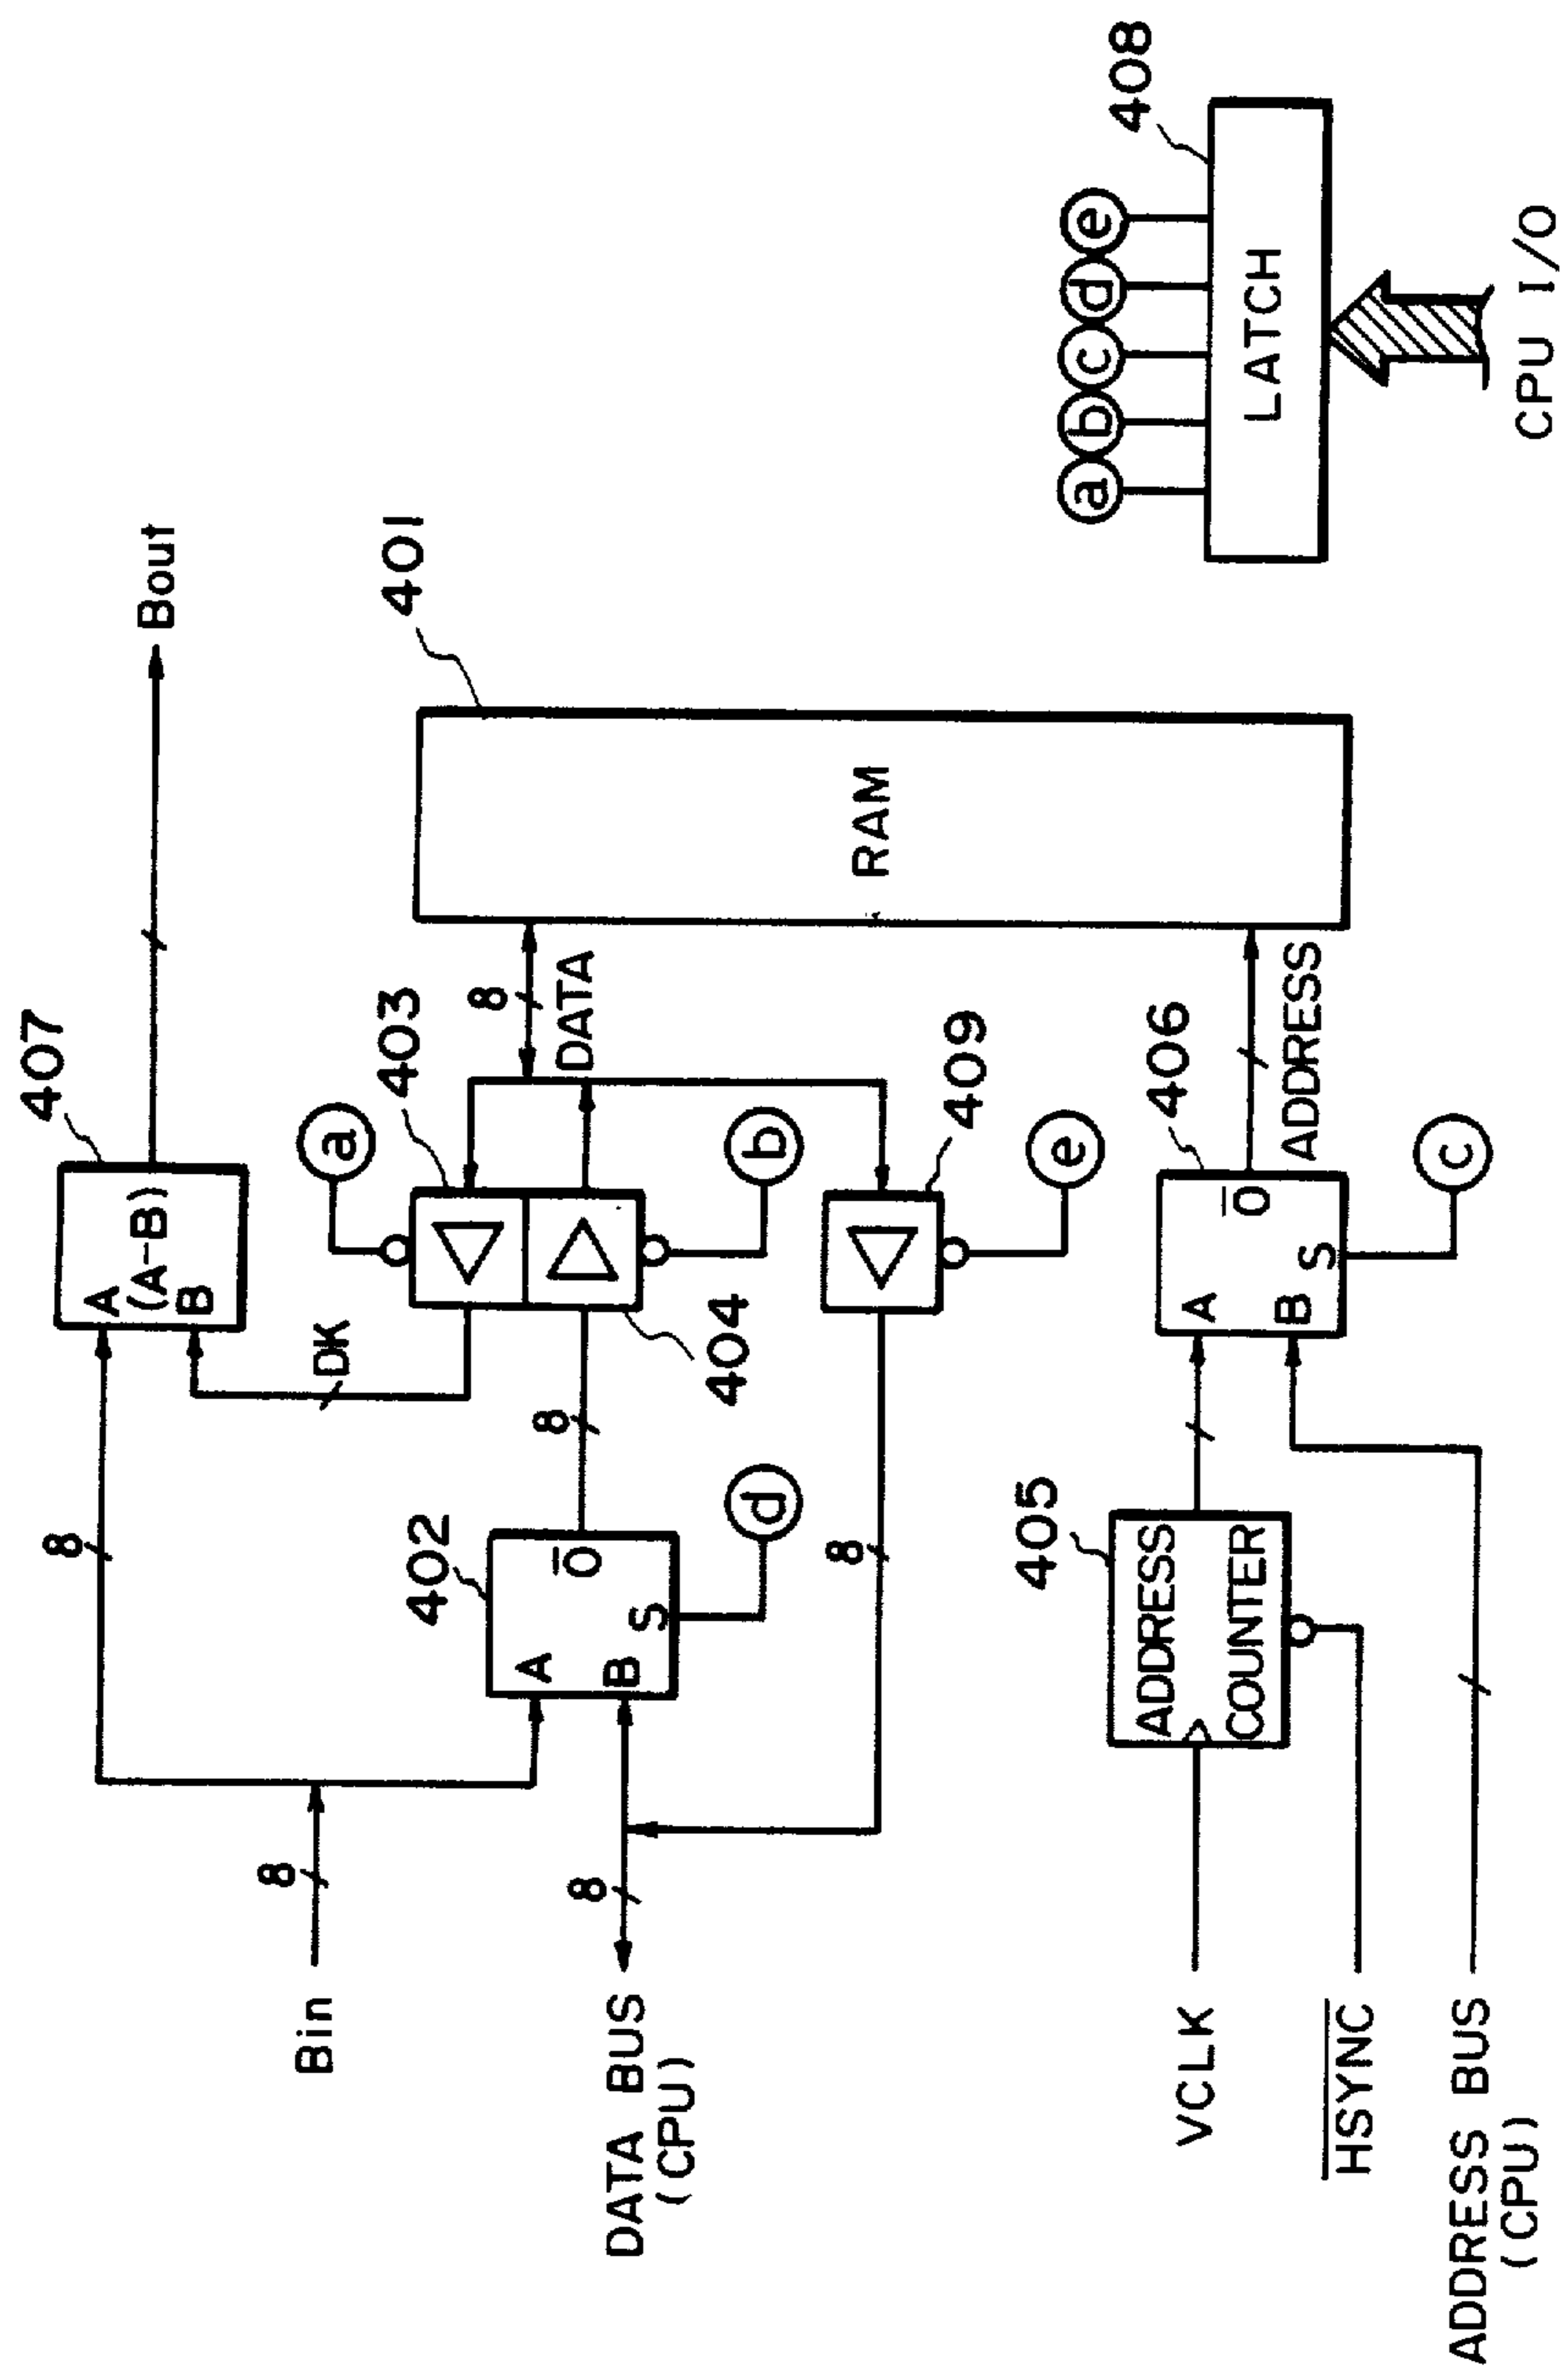 407
A
(A-B)
B
Bout
8
DK
a
403
8
DATA
401
Bin
8
402
A
B
O
S
d
8
404
b
RAM
DATA BUS
(CPU)
8
8
409
e
405
ADDRESS
COUNTER
406
A
B
O
S
c
ADDRESS
VCLK
HSYNC
ADDRESS BUS
(CPU)
a b c d e
408
LATCH
CPU I/O